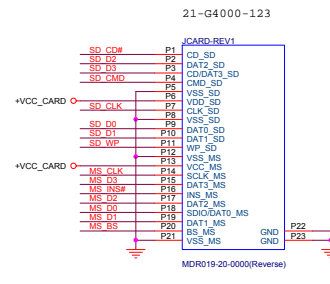 21-G4000-123
JCARD-REV1
SD_CD# P1 CD_SD
SD_D2 P2 DAT2_SD
SD_D3 P3 CD/DAT3_SD
SD_CMD P4 CMD_SD
P5 VSS_SD
+VCC_CARD P6 VDD_SD
SD_CLK P7 CLK_SD
P8 VSS_SD
SD_D0 P9 DAT0_SD
SD_D1 P10 DAT1_SD
SD_WP P11 WP_SD
P12 VSS_MS
+VCC_CARD P13 VCC_MS
MS_CLK P14 SCLK_MS
MS_D3 P15 DAT3_MS
MS_INS# P16 INS_MS
MS_D2 P17 DAT2_MS
MS_D0 P18 SDIO/DAT0_MS
MS_D1 P19 DAT1_MS
MS_BS P20 BS_MS GND P22
P21 VSS_MS GND P23
MDR019-20-0000(Reverse)